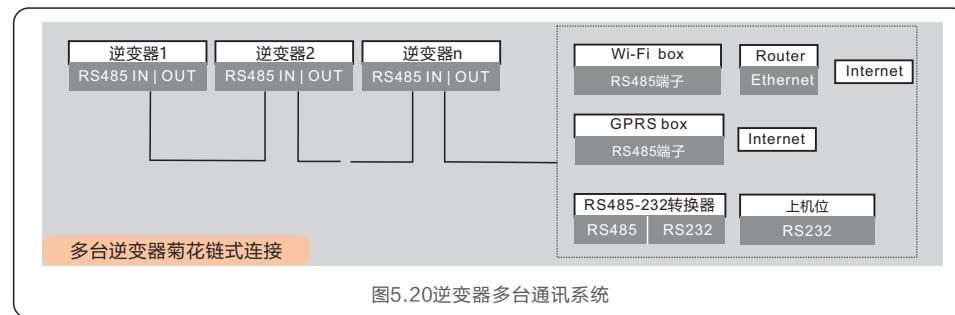 逆变器1
RS485 IN | OUT
逆变器2
RS485 IN | OUT
逆变器n
RS485 IN | OUT
Wi-Fi box
RS485端子
Router
Ethernet
Internet
GPRS box
RS485端子
Internet
RS485-232转换器
RS485
RS232
上机位
RS232
多台逆变器菊花链式连接
图5.20逆变器多台通讯系统